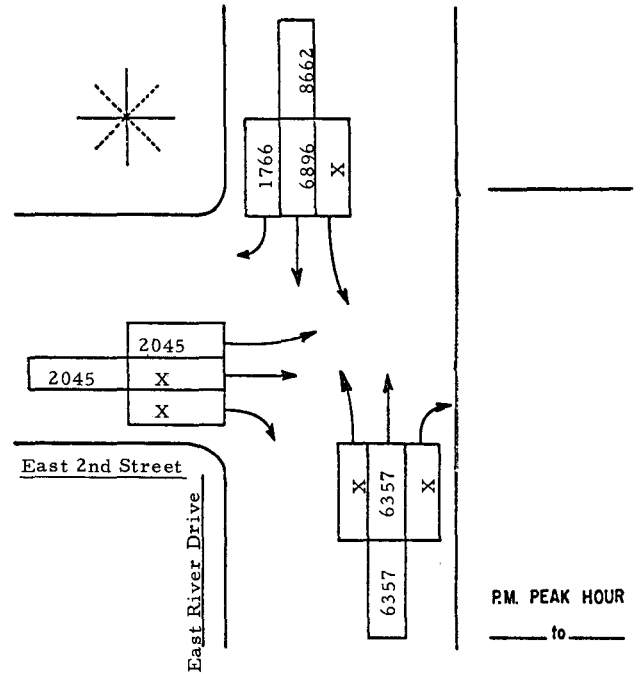 8662
1766
6896
X
2045
2045
X
X
East 2nd Street
East River Drive
X
6357
X
6357
P.M. PEAK HOUR
to